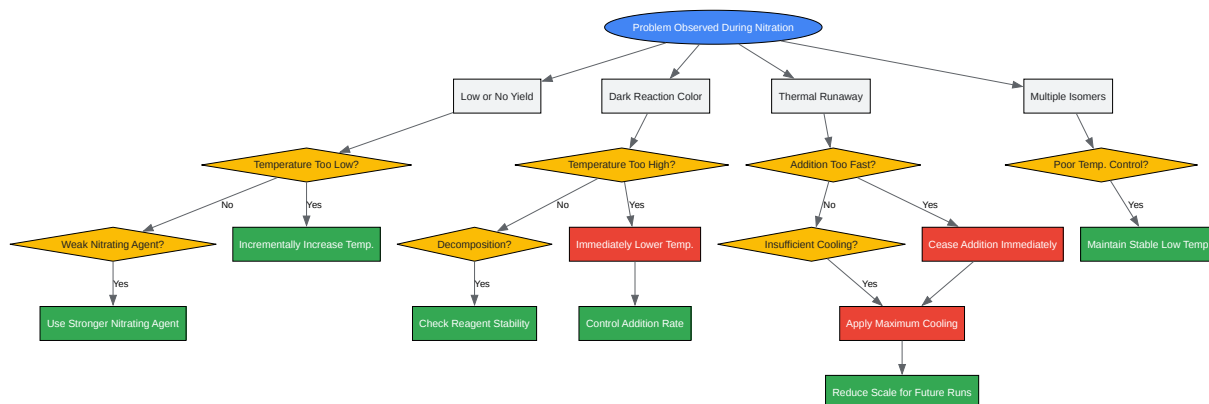 Problem Observed During Nitration
Low or No Yield
Dark Reaction Color
Thermal Runaway
Multiple Isomers
Temperature Too Low?
Temperature Too High?
Addition Too Fast?
Poor Temp. Control?
No
Yes
No
Yes
No
Yes
Yes
Weak Nitrating Agent?
Incrementally Increase Temp.
Decomposition?
Immediately Lower Temp.
Insufficient Cooling?
Cease Addition Immediately
Maintain Stable Low Temp
Yes
Yes
Yes
Use Stronger Nitrating Agent
Check Reagent Stability
Control Addition Rate
Apply Maximum Cooling
Reduce Scale for Future Runs